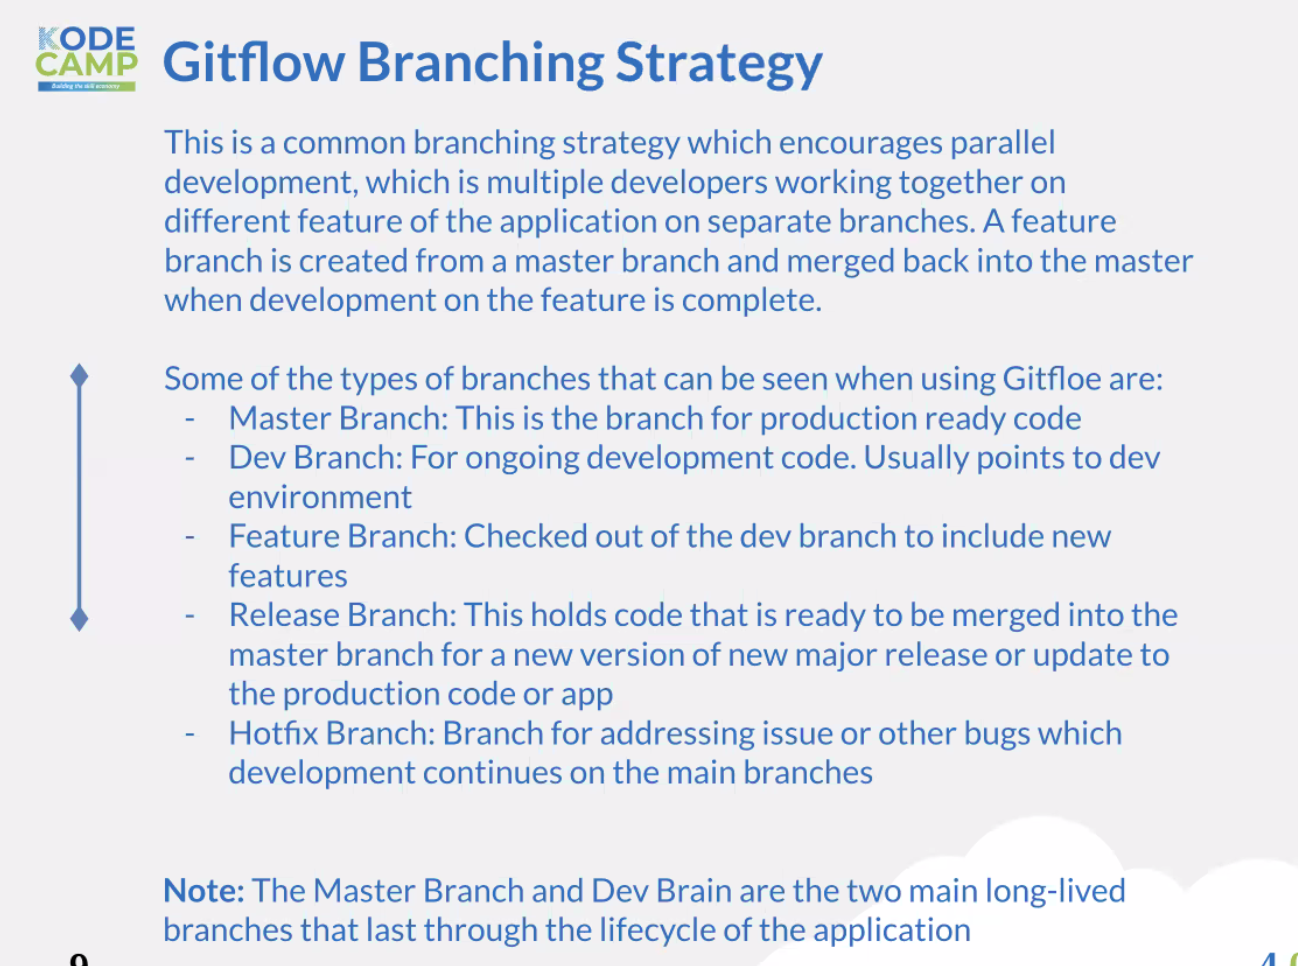 KODE
CAMP
Building the skill economy
Gitflow Branching Strategy
This is a common branching strategy which encourages parallel
development, which is multiple developers working together on
different feature of the application on separate branches. A feature
branch is created from a master branch and merged back into the master
when development on the feature is complete.
Some of the types of branches that can be seen when using Gitfloe are:
- Master Branch: This is the branch for production ready code
- Dev Branch: For ongoing development code. Usually points to dev
environment
- Feature Branch: Checked out of the dev branch to include new
features
- Release Branch: This holds code that is ready to be merged into the
master branch for a new version of new major release or update to
the production code or app
- Hotfix Branch: Branch for addressing issue or other bugs which
development continues on the main branches
Note: The Master Branch and Dev Brain are the two main long-lived
branches that last through the lifecycle of the application